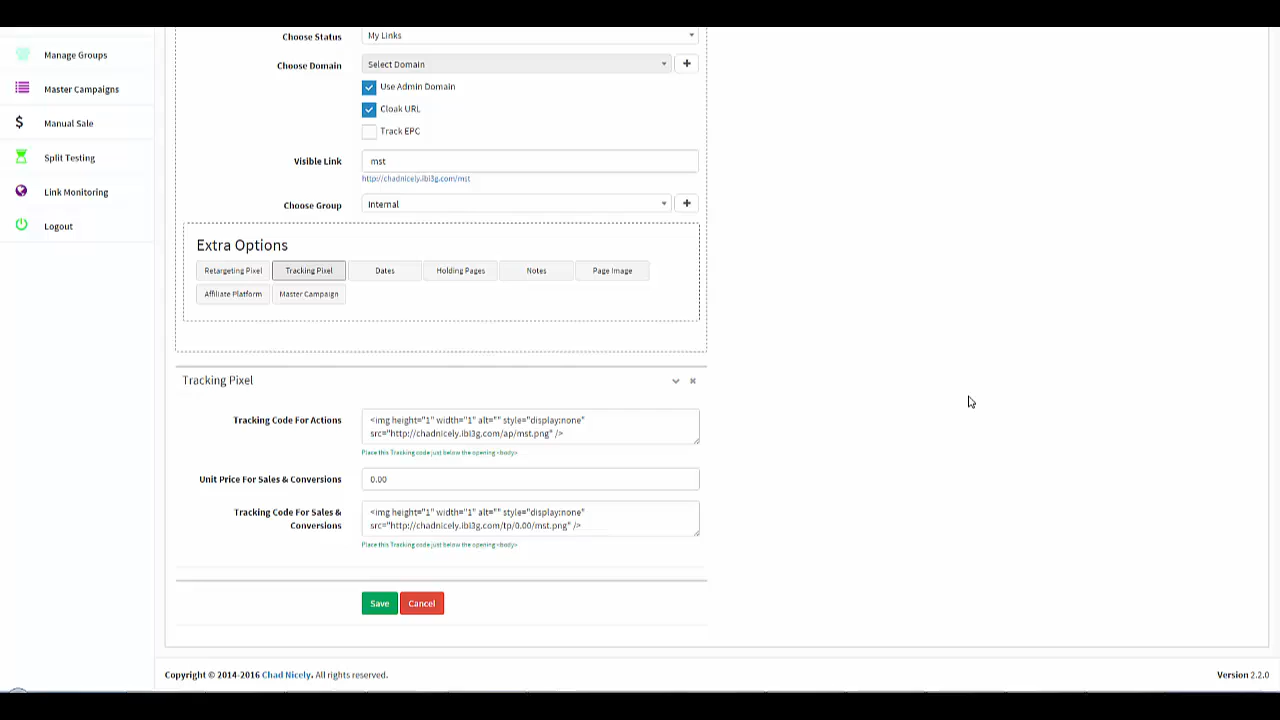 Manage Groups
Master Campaigns
Manual Sale
Split Testing
Link Monitoring
Logout
Choose Status My Links
Choose Domain Select Domain
Use Admin Domain
Cloak URL
Track EPC
Visible Link mst
http://chadnicely.ibi3g.com/mst
Choose Group Internal
Extra Options
Retargeting Pixel Tracking Pixel Dates Holding Pages Notes Page Image
Affiliate Platform Master Campaign
Tracking Pixel
Tracking Code For Actions
<img height="1" width="1" alt="" style="display:none"
src="http://chadnicely.ibi3g.com/ap/mst.png" />
Place this Tracking code just below the opening <body>
Unit Price For Sales & Conversions 0.00
Tracking Code For Sales &
Conversions
<img height="1" width="1" alt="" style="display:none"
src="http://chadnicely.ibi3g.com/tp/0.00/mst.png" />
Place this Tracking code just below the opening <body>
Save Cancel
Copyright © 2014-2016 Chad Nicely. All rights reserved.
Version 2.2.0